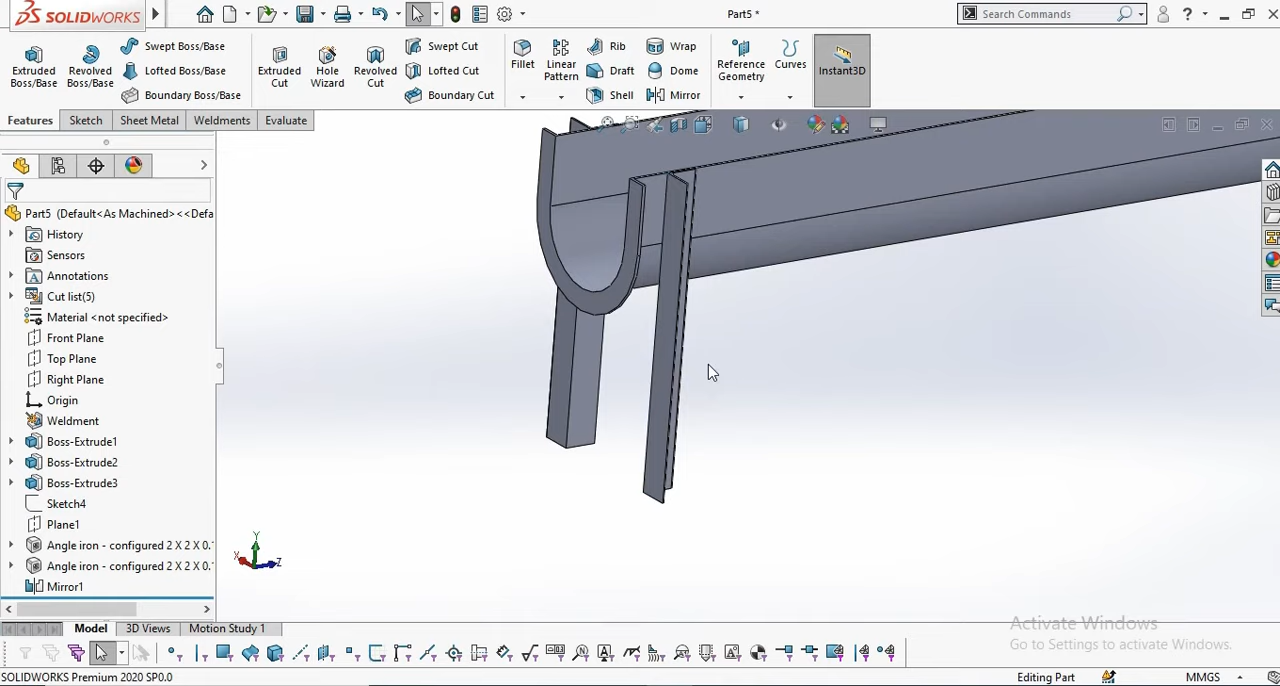 SOLIDWORKS
Part5 *
Search Commands
?
Extruded Boss/Base
Revolved Boss/Base
Swept Boss/Base
Lofted Boss/Base
Boundary Boss/Base
Extruded Cut
Hole Wizard
Revolved Cut
Swept Cut
Lofted Cut
Boundary Cut
Fillet
Linear Pattern
Rib
Draft
Shell
Wrap
Dome
Mirror
Reference Geometry
Curves
Instant3D
Features
Sketch
Sheet Metal
Weldments
Evaluate
Part5 (Default<As Machined><<Defa
History
Sensors
Annotations
Cut list(5)
Material <not specified>
Front Plane
Top Plane
Right Plane
Origin
Weldment
Boss-Extrude1
Boss-Extrude2
Boss-Extrude3
Sketch4
Plane1
Angle iron - configured 2 X 2 X 0.
Angle iron - configured 2 X 2 X 0.
Mirror1
Y
X
Z
Model
3D Views
Motion Study 1
Activate Windows
Go to Settings to activate Windows.
SOLIDWORKS Premium 2020 SP0.0
Editing Part
MMGS